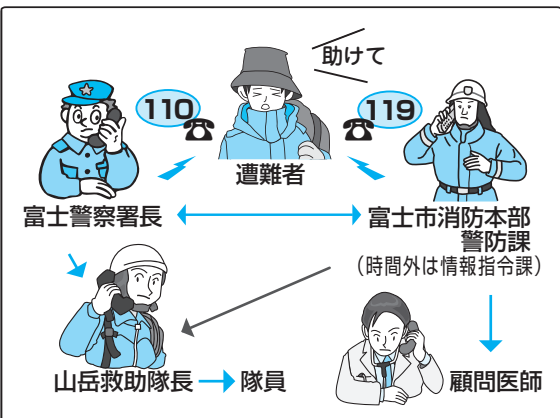 助けて
110
119
遭難者
富士警察署長
富士市消防本部
警防課
(時間外は情報指令課)
山岳救助隊長
隊員
顧問医師